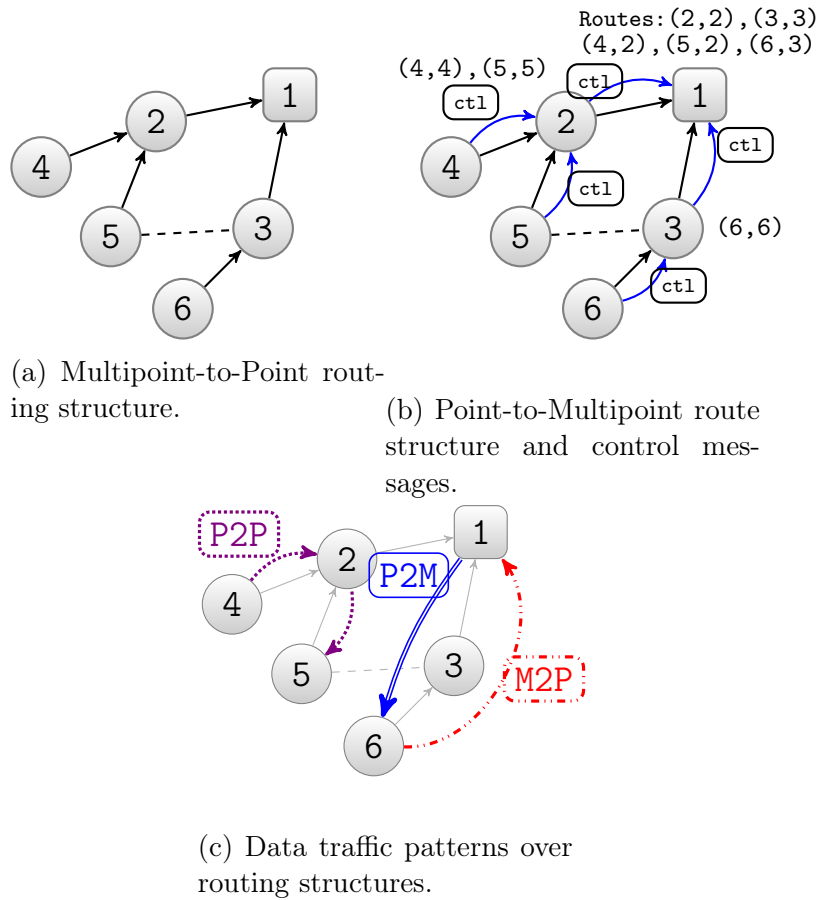 1
2
4
5
3
6
(a) Multipoint-to-Point rout-
ing structure.
Routes:(2,2),(3,3)
(4,2),(5,2),(6,3)
(4,4),(5,5)
ctl
ctl
1
2
ctl
4
ctl
5
3
(6,6)
6
ctl
(b) Point-to-Multipoint route
structure and control mes-
sages.
P2P
1
2
P2M
4
3
5
M2P
6
(c) Data traffic patterns over
routing structures.